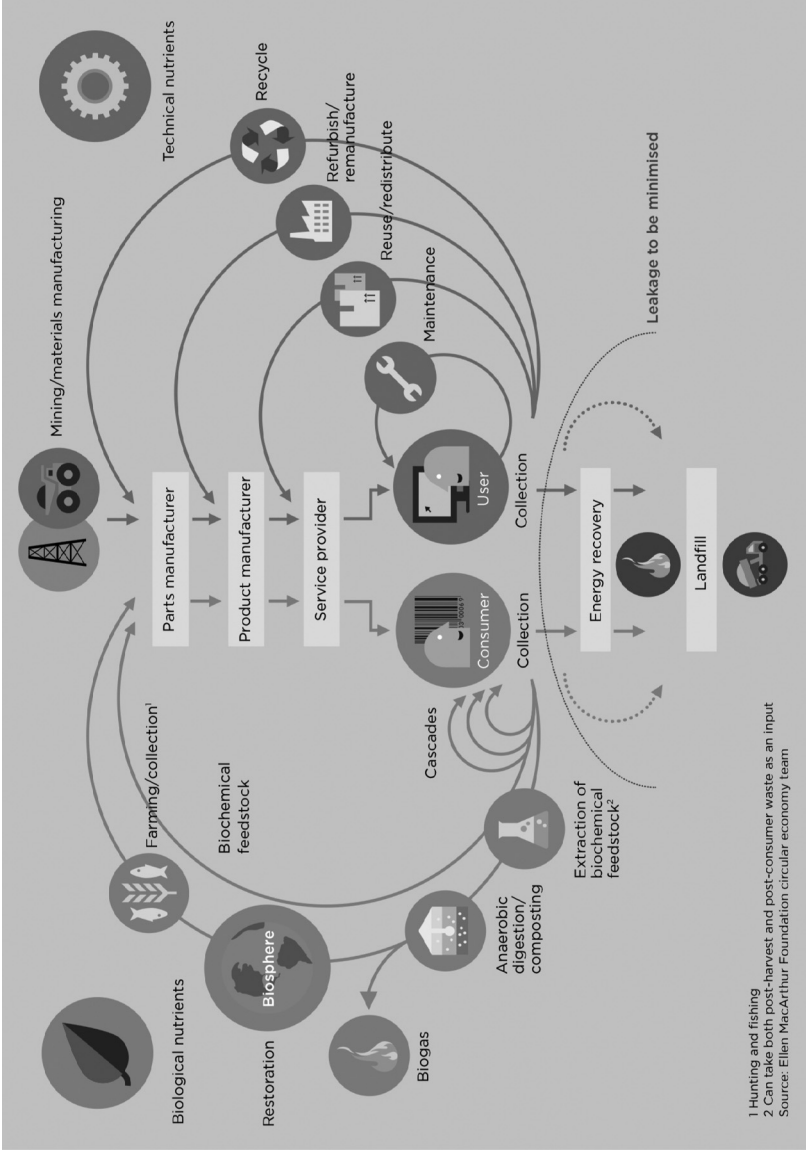 Mining/materials manufacturing
Biological nutrients
Technical nutrients
Farming/collection¹
Parts manufacturer
Recycle
Restoration
Biosphere
Biochemical
feedstock
Product manufacturer
Refurbish/
remanufacture
Service provider
Reuse/redistribute
Biogas
Cascades
Maintenance
Consumer
User
Anaerobic
digestion/
composting
Collection
Collection
Extraction of
biochemical
feedstock²
Energy recovery
Leakage to be minimised
Landfill
1 Hunting and fishing
2 Can take both post-harvest and post-consumer waste as an input
Source: Ellen MacArthur Foundation circular economy team